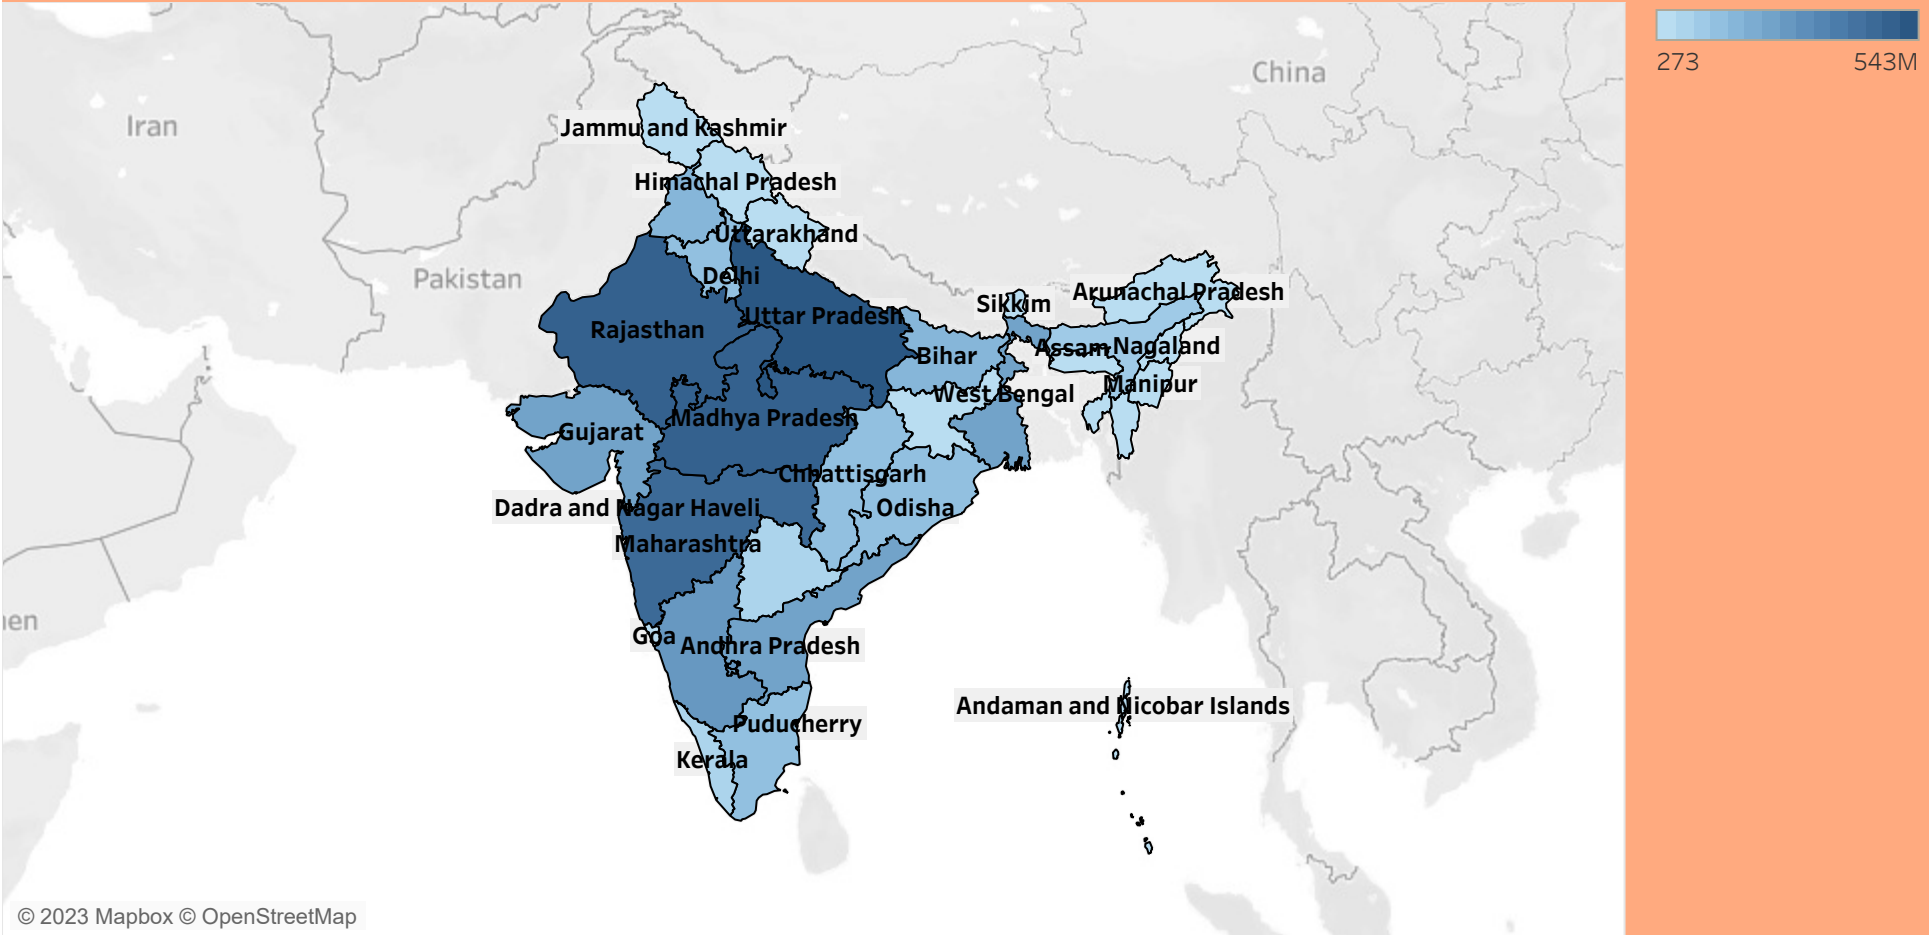 273
543M
China
Iran
Jammu and Kashmir
Himachal Pradesh
Uttarakhand
Pakistan
Delhi
Arunachal Pradesh
Sikkim
Uttar Pradesh
Rajasthan
Assam
Nagaland
Bihar
Manipur
West Bengal
Madhya Pradesh
Gujarat
Chhattisgarh
Dadra and Nagar Haveli
Odisha
Maharashtra
Goa
Andhra Pradesh
Andaman and Nicobar Islands
Puducherry
Kerala
© 2023 Mapbox © OpenStreetMap